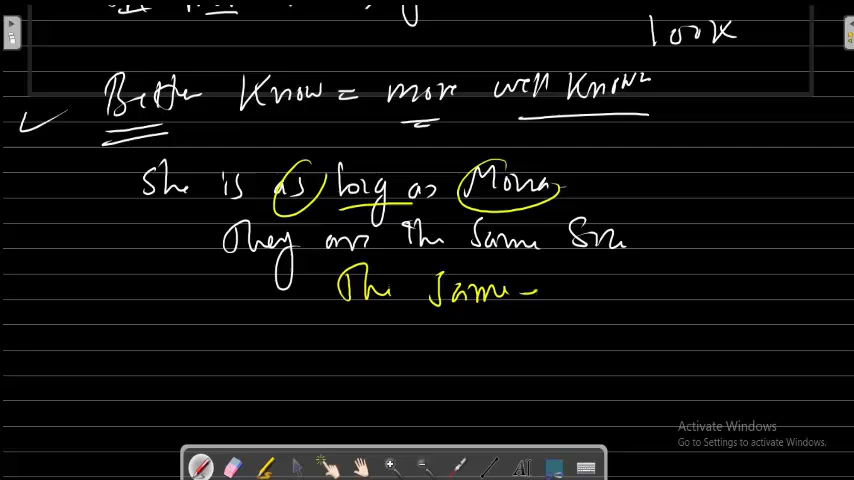 100x
Better Know = more well Known
She is as long as Mona
They are the same Size
The same -
Activate Windows
Go to Settings to activate Windows.